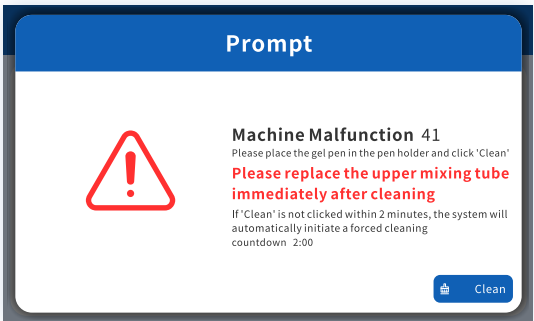 Prompt
Machine Malfunction 41
Please place the gel pen in the pen holder and click 'Clean'
Please replace the upper mixing tube
immediately after cleaning
If 'Clean' is not clicked within 2 minutes, the system will
automatically initiate a forced cleaning
countdown 2:00
Clean